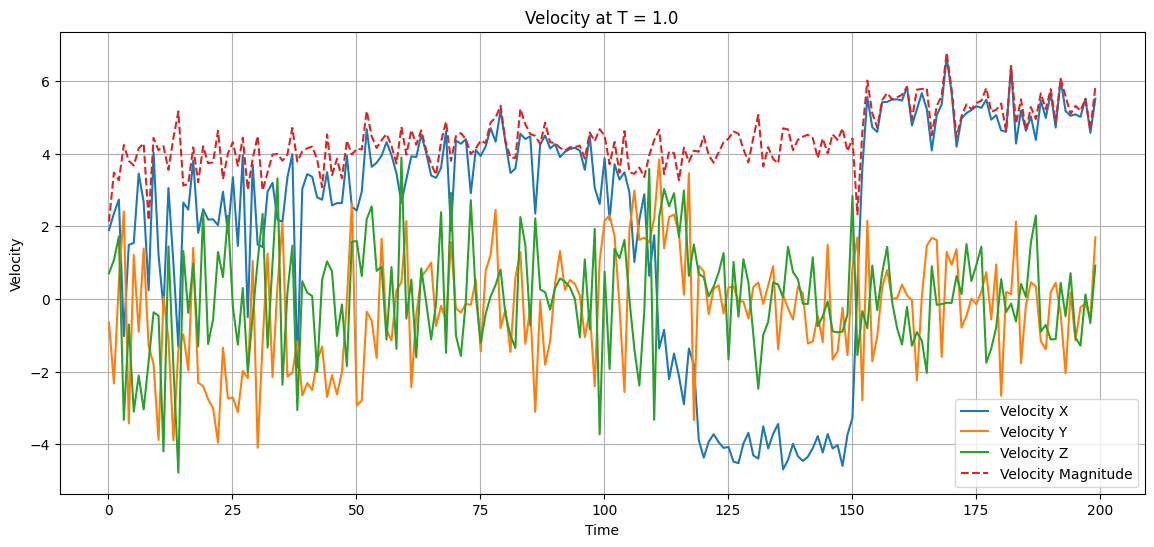 Velocity at T = 1.0
Velocity
6
4
2
0
−2
−4
0
25
50
75
100
125
150
175
200
Time
Velocity X
Velocity Y
Velocity Z
Velocity Magnitude